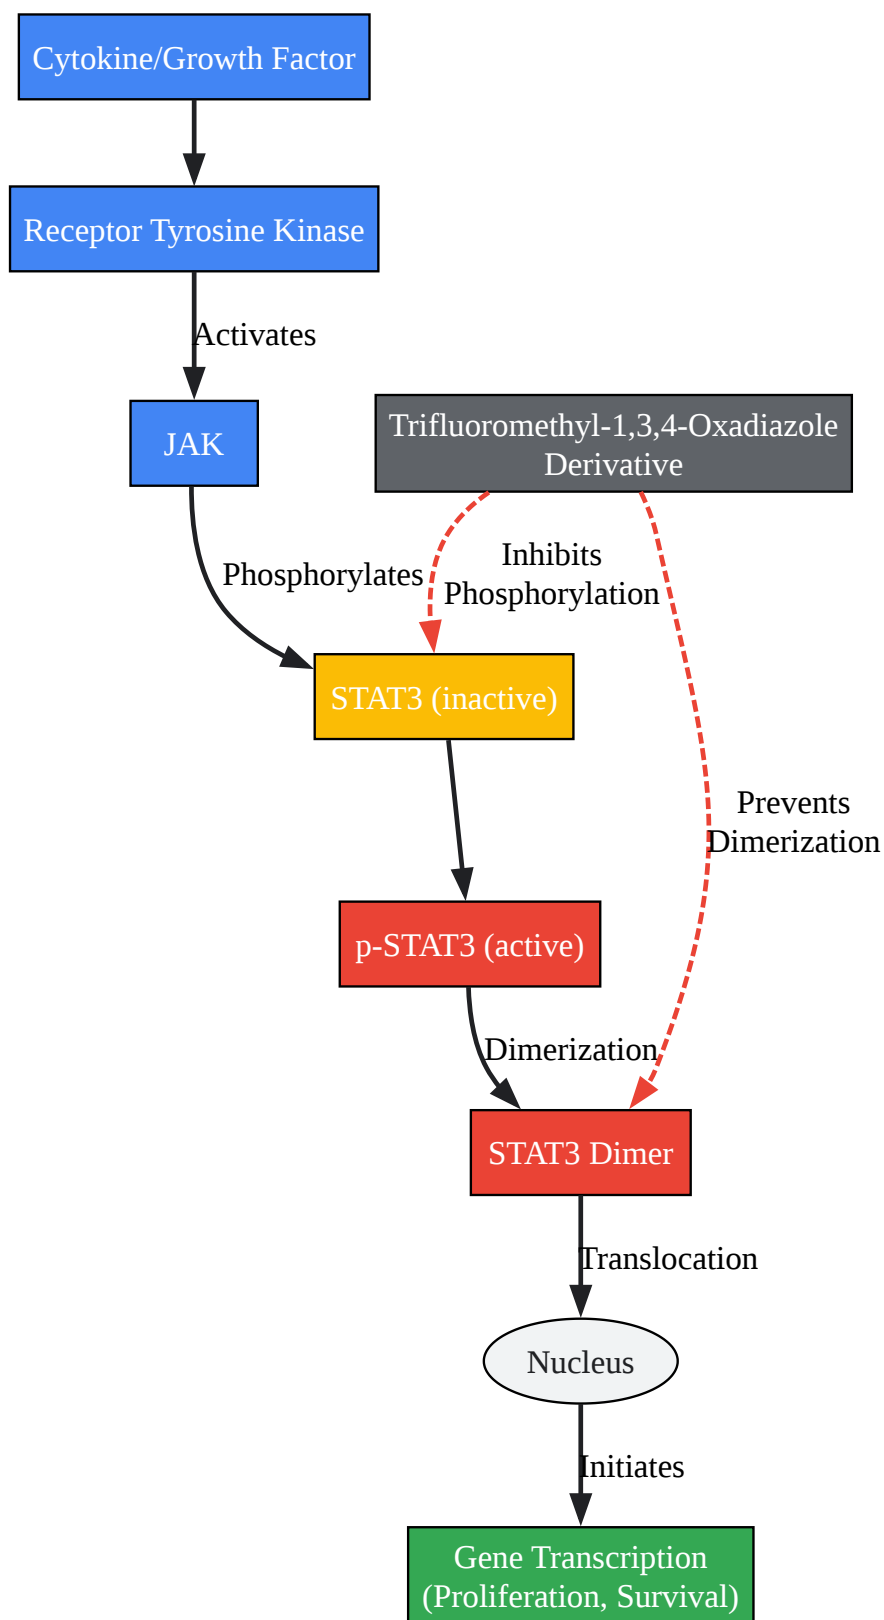 Cytokine/Growth Factor
Receptor Tyrosine Kinase
Activates
JAK
Trifluoromethyl-1,3,4-Oxadiazole
Derivative
Phosphorylates
Inhibits
Phosphorylation
STAT3 (inactive)
Prevents
Dimerization
p-STAT3 (active)
Dimerization
STAT3 Dimer
Translocation
Nucleus
Initiates
Gene Transcription
(Proliferation, Survival)